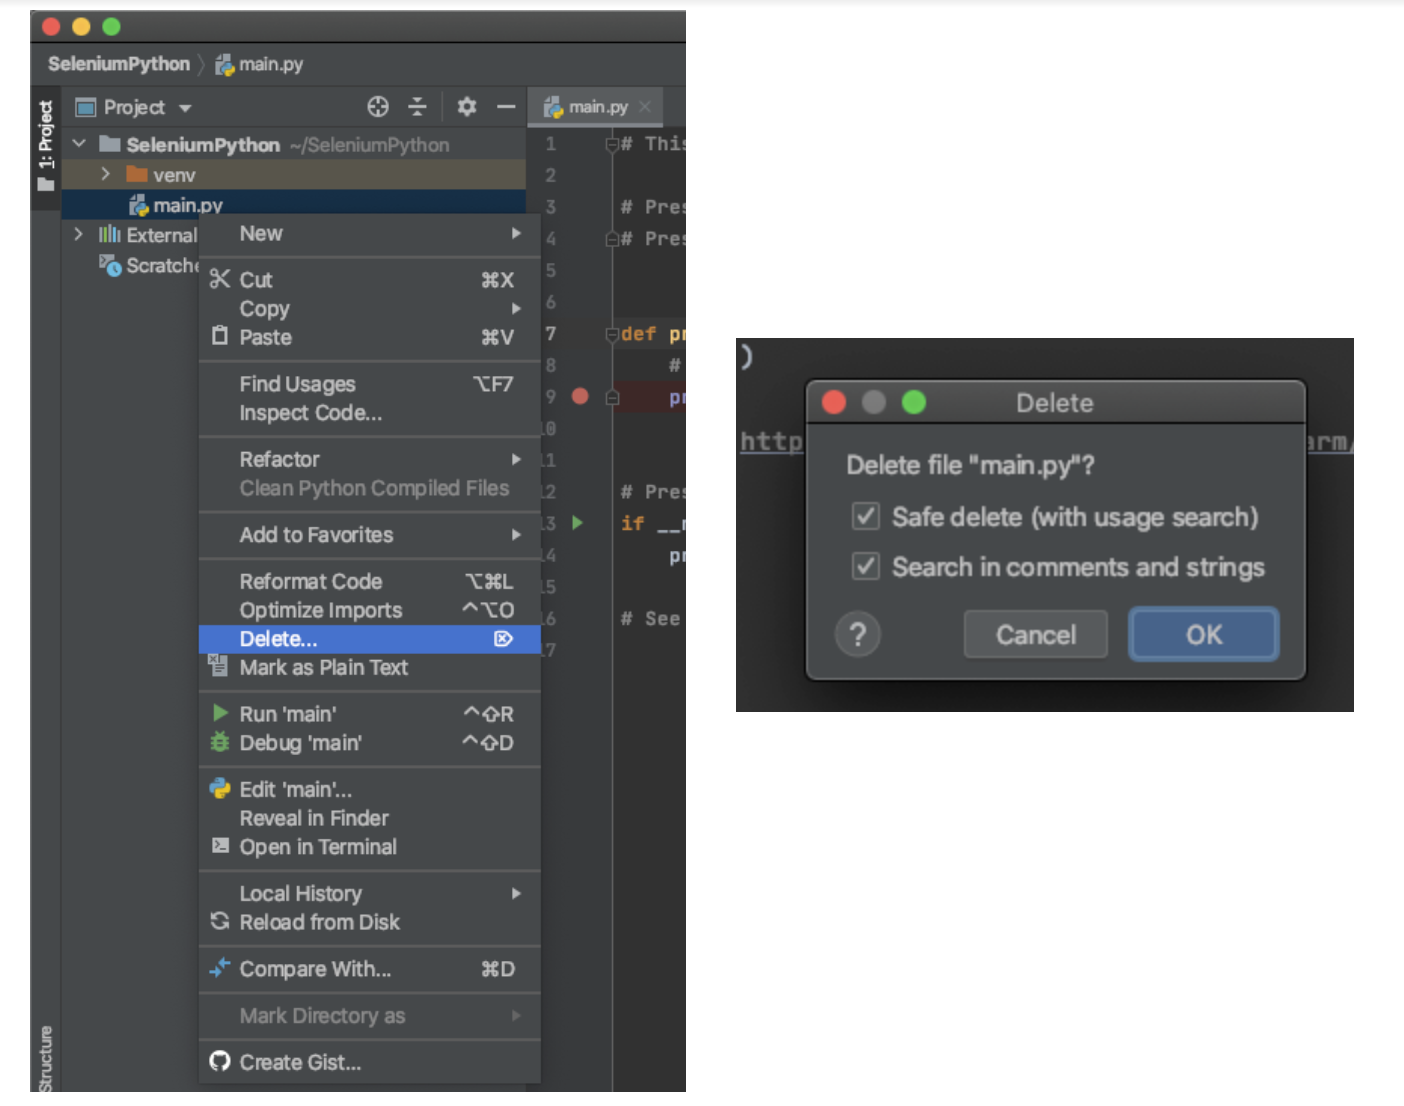 SeleniumPython main.py
1: Project
Project
main.py
SeleniumPython ~/SeleniumPython
venv
main.py
External
Scratche
New
Cut ⌘X
Copy
Paste ⌘V
Find Usages ⌥F7
Inspect Code...
Refactor
Clean Python Compiled Files
Add to Favorites
Reformat Code ⌥⌘L
Optimize Imports ^⌥O
Delete... ⌦
Mark as Plain Text
Run 'main' ^⇧R
Debug 'main' ^⇧D
Edit 'main'...
Reveal in Finder
Open in Terminal
Local History
Reload from Disk
Compare With... ⌘D
Mark Directory as
Create Gist...
Structure
1 # This
2
3 # Pres
4 # Pres
5
6
7 def pr
8 #
9 pr
10
11
12 # Pres
13 if __n
14 pr
15
16 # See
17
)
http
arm/
Delete
Delete file "main.py"?
Safe delete (with usage search)
Search in comments and strings
? Cancel OK